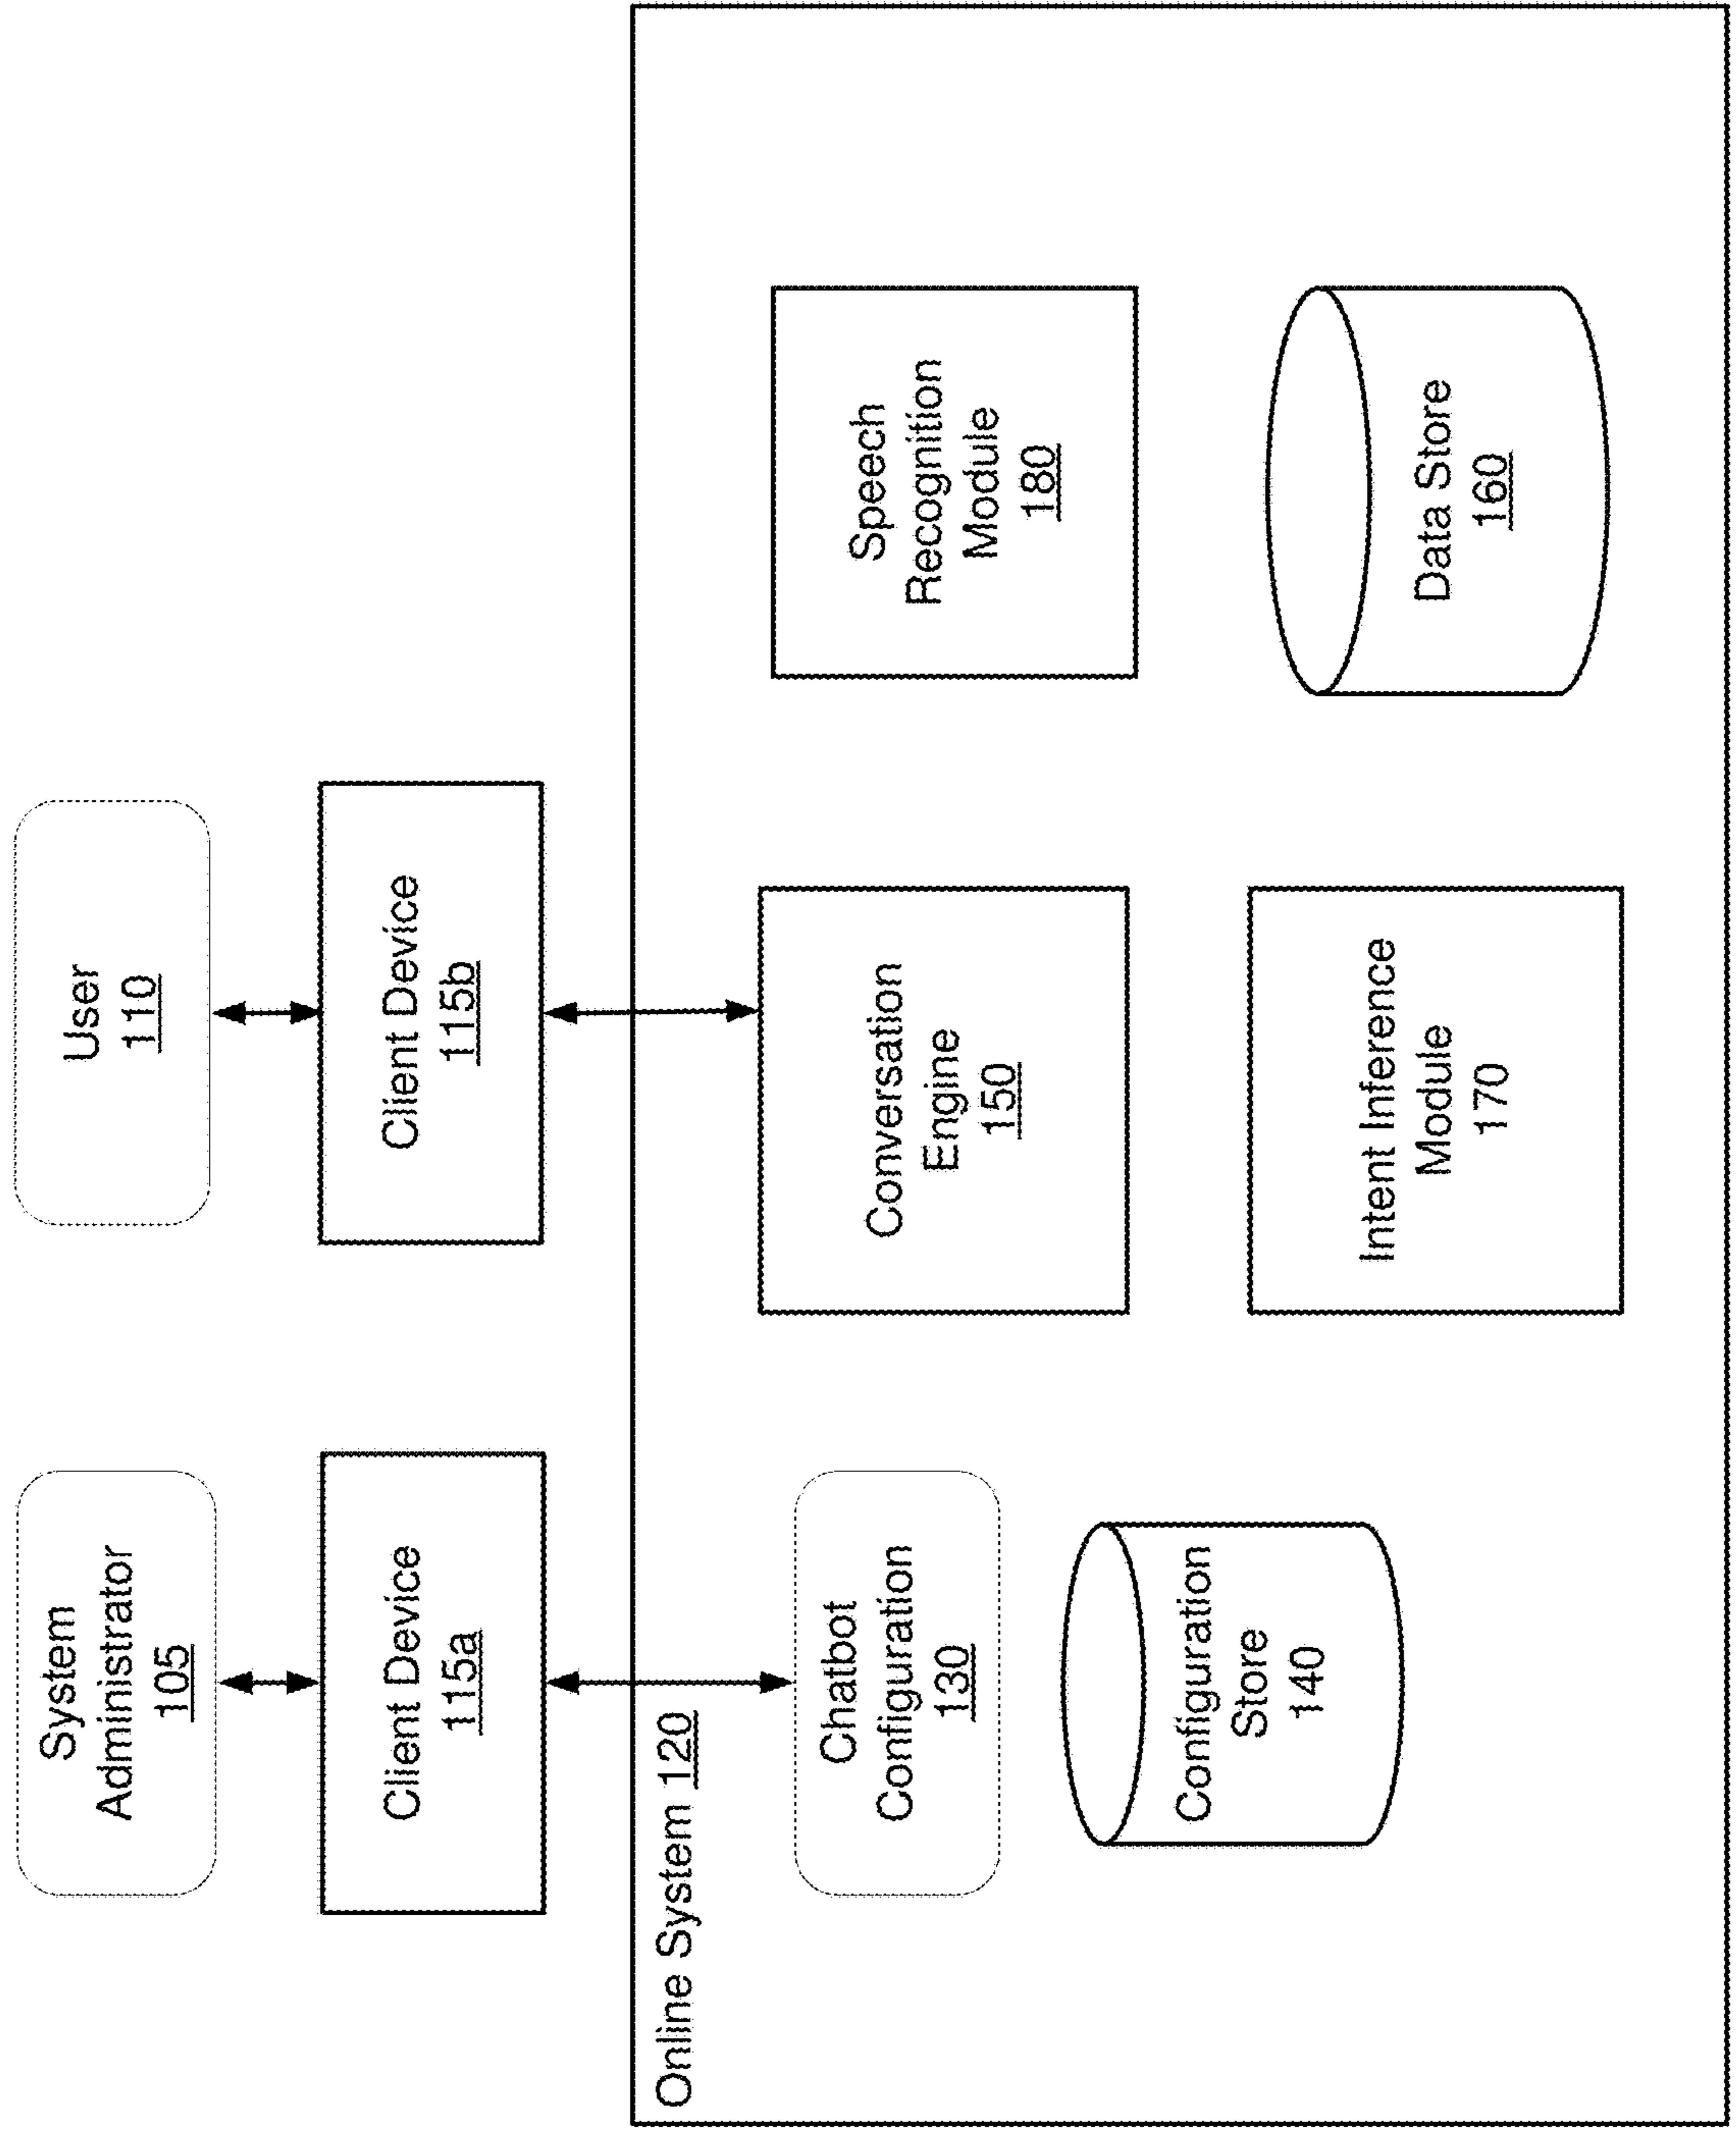 System
Administrator
105
User
110
Client Device
115a
Client Device
115b
Online System 120
Chatbot
Configuration
130
Conversation
Engine
150
Speech
Recognition
Module
180
Configuration
Store
140
Intent Inference
Module
170
Data Store
160